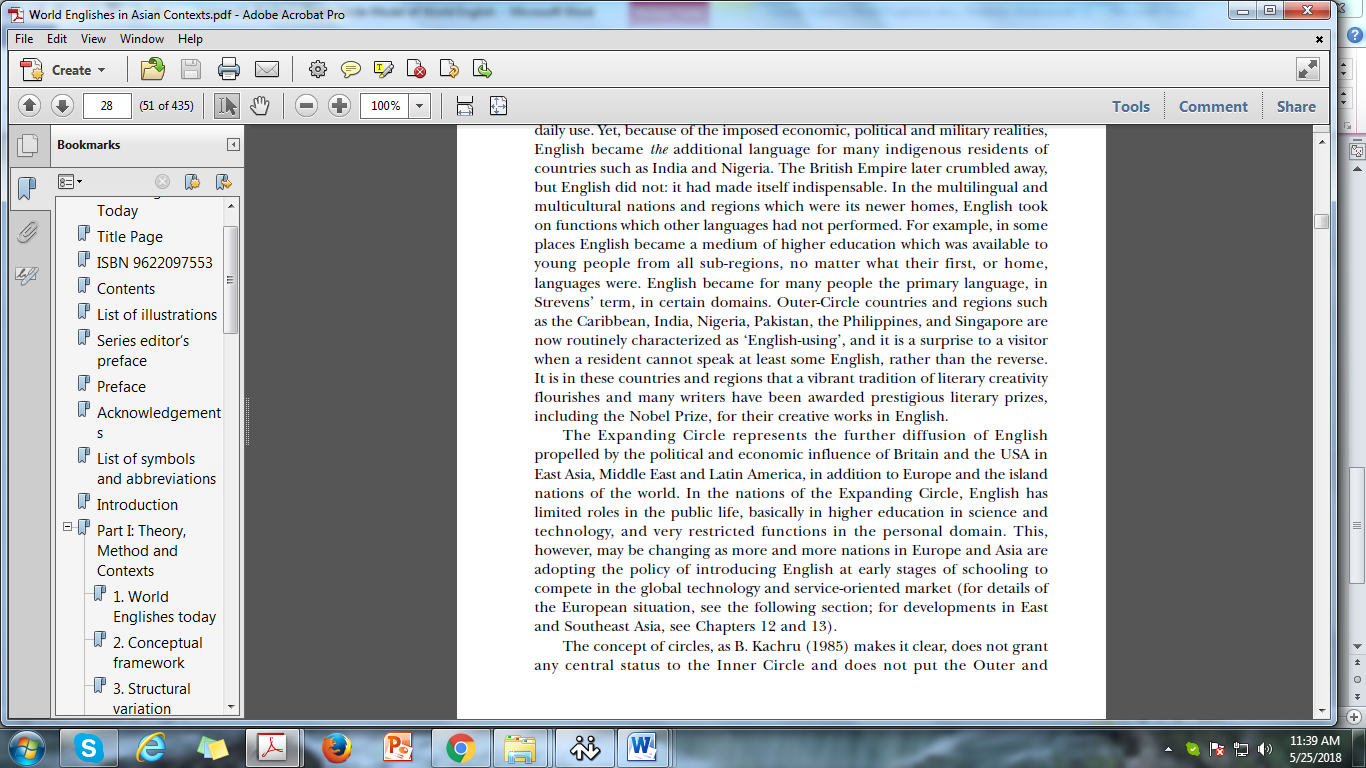 World Englishes in Asian Contexts.pdf - Adobe Acrobat Pro
File Edit View Window Help
Create
28 (51 of 435) 100% Tools Comment Share
Bookmarks
Today
Title Page
ISBN 9622097553
Contents
List of illustrations
Series editor's
preface
Preface
Acknowledgement
s
List of symbols
and abbreviations
Introduction
Part I: Theory,
Method and
Contexts
1. World
Englishes today
2. Conceptual
framework
3. Structural
variation
daily use. Yet, because of the imposed economic, political and military realities,
English became the additional language for many indigenous residents of
countries such as India and Nigeria. The British Empire later crumbled away,
but English did not: it had made itself indispensable. In the multilingual and
multicultural nations and regions which were its newer homes, English took
on functions which other languages had not performed. For example, in some
places English became a medium of higher education which was available to
young people from all sub-regions, no matter what their first, or home,
languages were. English became for many people the primary language, in
Strevens' term, in certain domains. Outer-Circle countries and regions such
as the Caribbean, India, Nigeria, Pakistan, the Philippines, and Singapore are
now routinely characterized as 'English-using', and it is a surprise to a visitor
when a resident cannot speak at least some English, rather than the reverse.
It is in these countries and regions that a vibrant tradition of literary creativity
flourishes and many writers have been awarded prestigious literary prizes,
including the Nobel Prize, for their creative works in English.
The Expanding Circle represents the further diffusion of English
propelled by the political and economic influence of Britain and the USA in
East Asia, Middle East and Latin America, in addition to Europe and the island
nations of the world. In the nations of the Expanding Circle, English has
limited roles in the public life, basically in higher education in science and
technology, and very restricted functions in the personal domain. This,
however, may be changing as more and more nations in Europe and Asia are
adopting the policy of introducing English at early stages of schooling to
compete in the global technology and service-oriented market (for details of
the European situation, see the following section; for developments in East
and Southeast Asia, see Chapters 12 and 13).
The concept of circles, as B. Kachru (1985) makes it clear, does not grant
any central status to the Inner Circle and does not put the Outer and
11:39 AM
5/25/2018